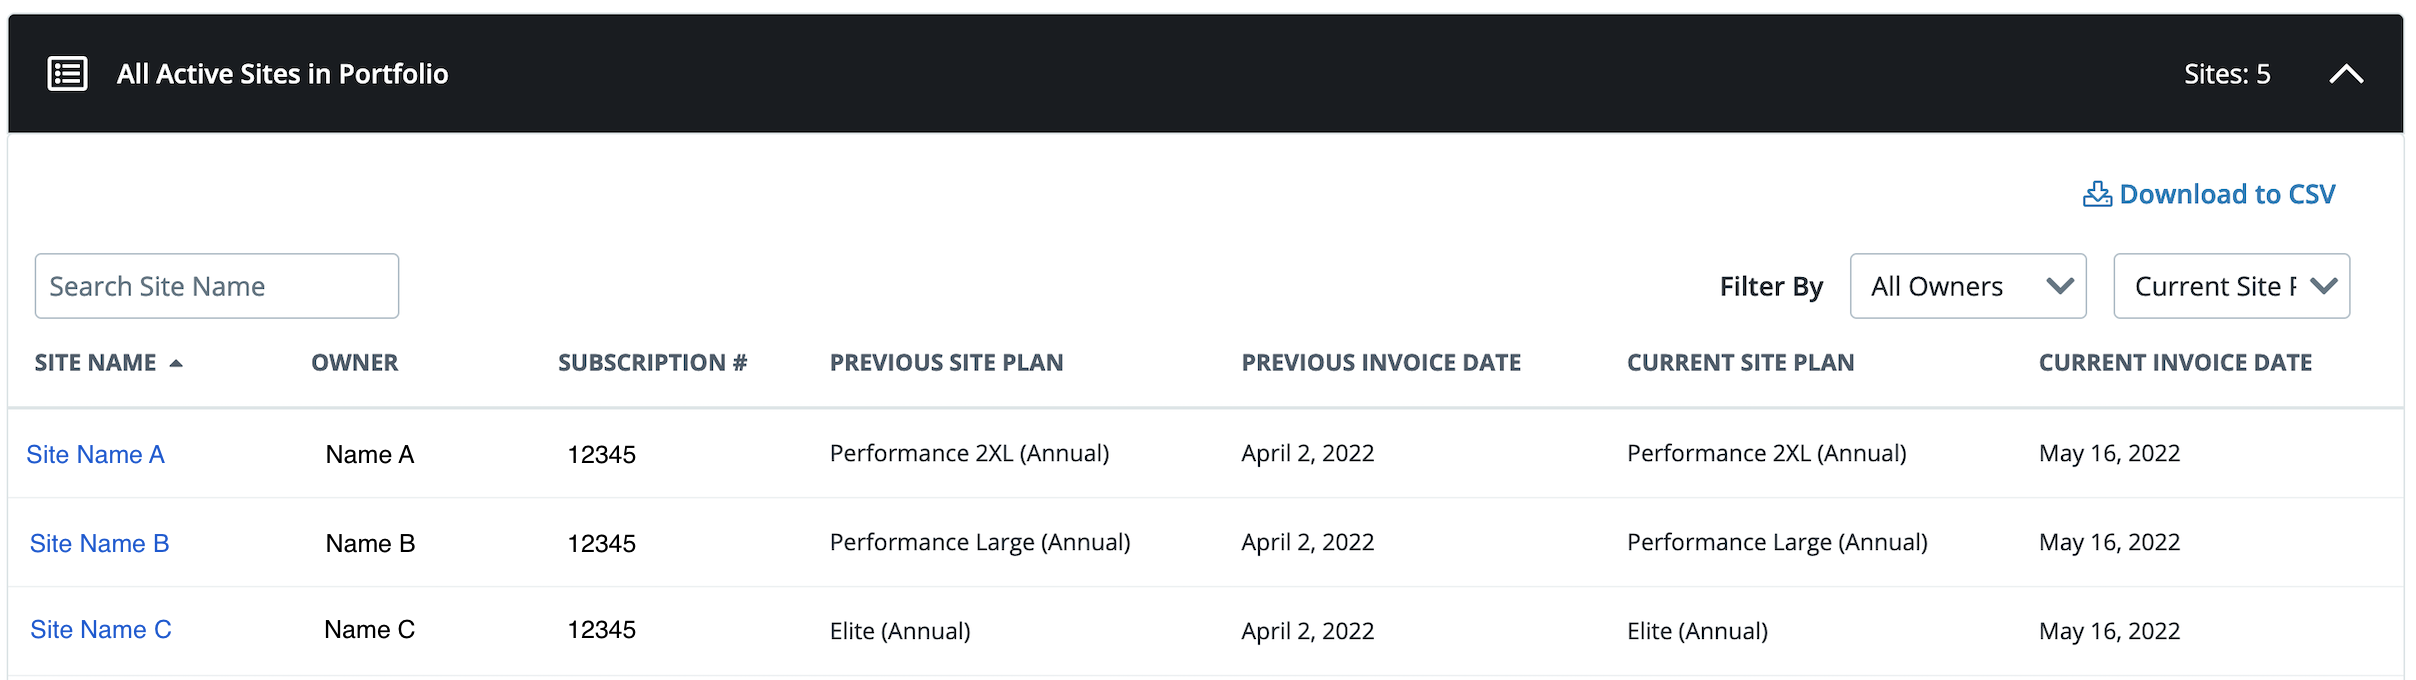 All Active Sites in Portfolio Sites: 5
Download to CSV
Search Site Name Filter By All Owners Current Site
SITE NAME OWNER SUBSCRIPTION # PREVIOUS SITE PLAN PREVIOUS INVOICE DATE CURRENT SITE PLAN CURRENT INVOICE DATE
Site Name A Name A 12345 Performance 2XL (Annual) April 2, 2022 Performance 2XL (Annual) May 16, 2022
Site Name B Name B 12345 Performance Large (Annual) April 2, 2022 Performance Large (Annual) May 16, 2022
Site Name C Name C 12345 Elite (Annual) April 2, 2022 Elite (Annual) May 16, 2022